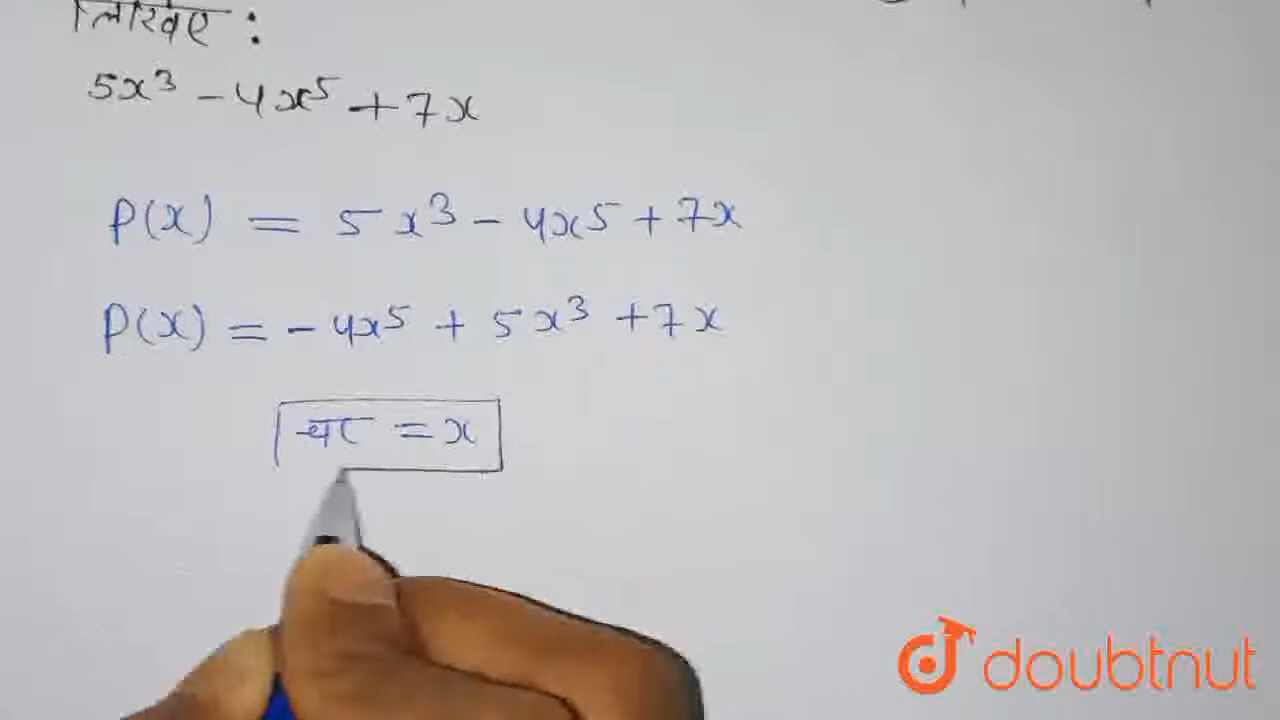 लिखिए :
5x³ - 4x⁵ + 7x
P(x) = 5x³ - 4x5 + 7x
P(x) = - 4x⁵ + 5x³ + 7x
चर = x
doubtnut